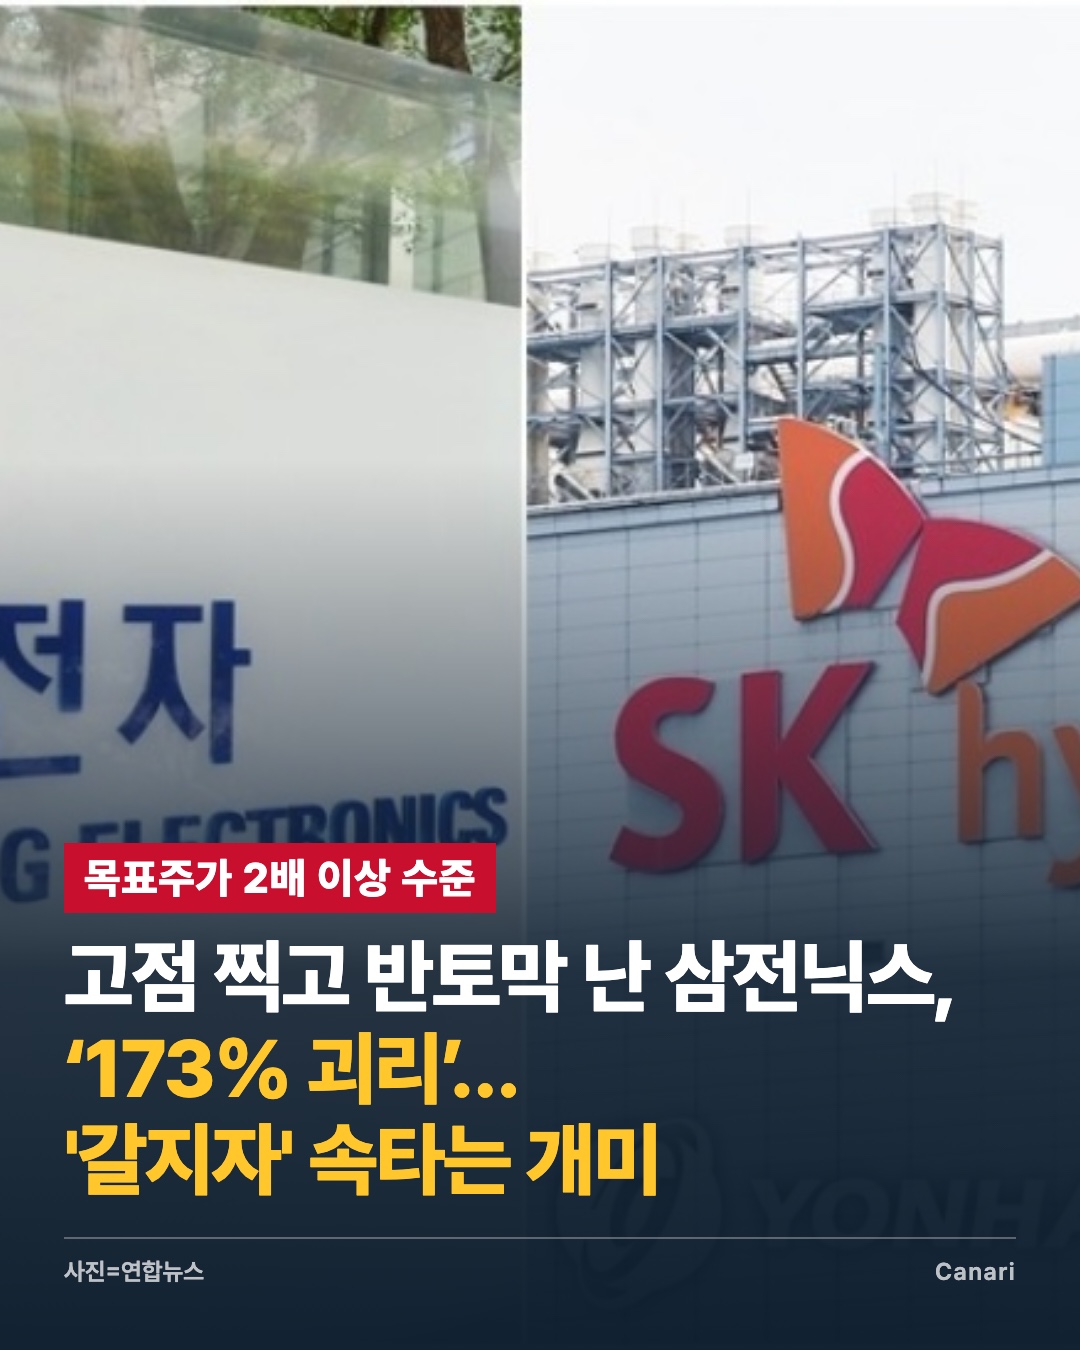 전자
G ELECTRONICS
SK hy
목표주가 2배 이상 수준
고점 찍고 반토막 난 삼전닉스,
‘173% 괴리’...
'갈지자' 속타는 개미
YONHA
사진=연합뉴스
Canari